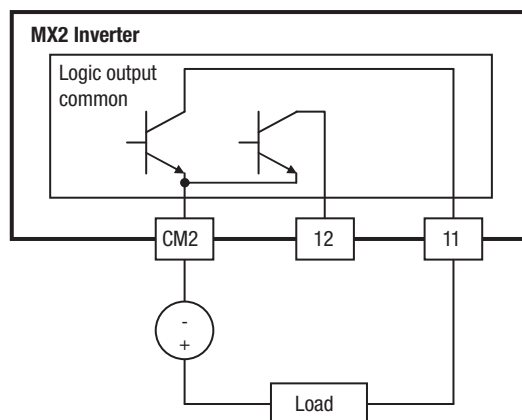 MX2 Inverter
Logic output
common
CM2
12
11
-
+
Load